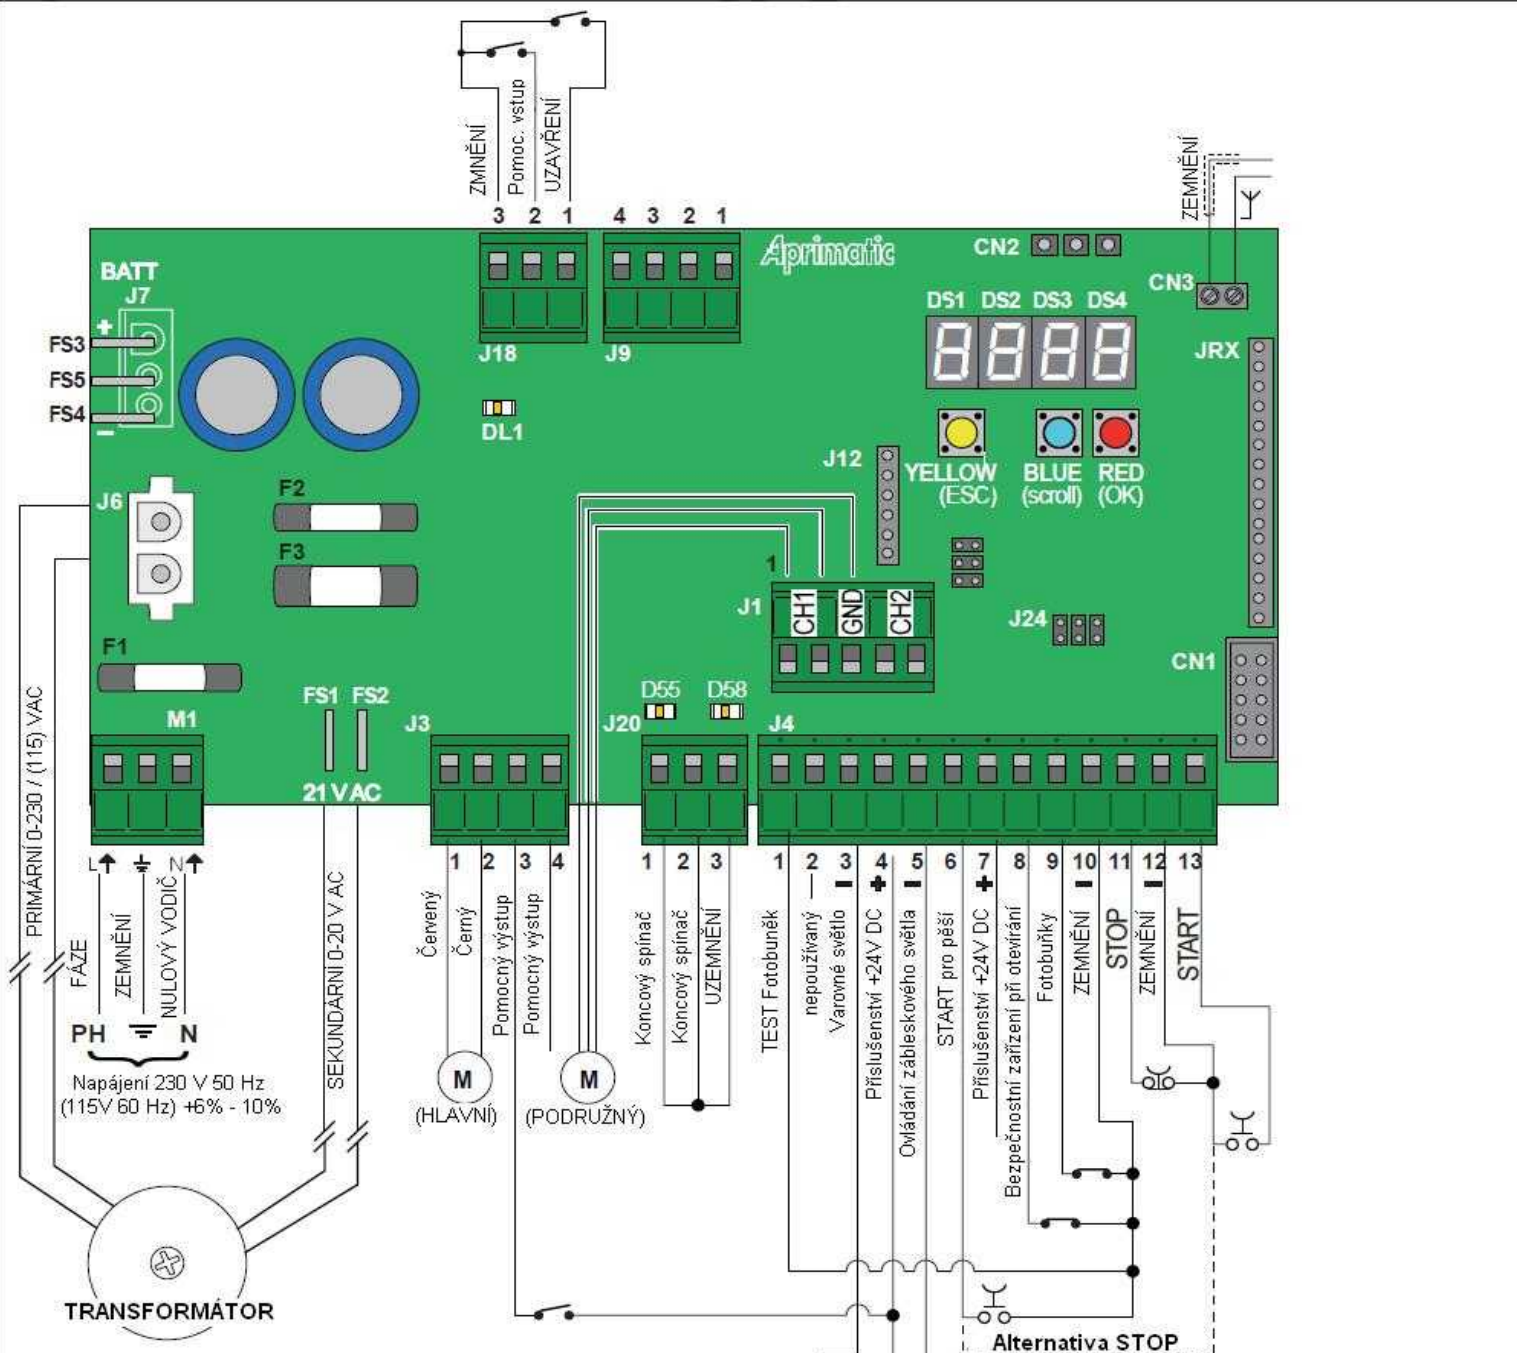 ZMNĚNÍ
Pomoc. vstup
UZAVŘENÍ
3 2 1
4 3 2 1
ZEMNĚNÍ
Aprimatic
CN2
CN3
BATT
J7
+
FS3
FS5
FS4
−
J18
J9
DL1
DS1 DS2 DS3 DS4
8 8 8 8
JRX
J12
YELLOW
(ESC)
BLUE
(scroll)
RED
(OK)
J6
F2
F3
1
J1
CH1
GND
CH2
J24
CN1
F1
M1
FS1 FS2
21 VAC
J3
J20
D55
D58
J4
L
N
1 2 3 4
1 2 3
1 2 3 4 5 6 7 8 9 10 11 12 13
− + − + − −
PRIMÁRNÍ 0-230 / (115) VAC
FÁZE
ZEMNĚNÍ
NULOVÝ VODIČ
PH
N
Napájení 230 V 50 Hz
(115V 60 Hz) +6% - 10%
SEKUNDÁRNÍ 0-20 V AC
Červený
Černý
Pomocný výstup
Pomocný výstup
M
(HLAVNÍ)
M
(PODRUŽNÝ)
Koncový spínač
Koncový spínač
UZEMNĚNÍ
TEST Fotobuněk
nepoužívaný
Varovné světlo
Příslušenství +24V DC
Ovládání zábleskového světla
START pro pěší
Příslušenství +24V DC
Bezpečnostní zařízení při otevírání
Fotobuňky
ZEMNĚNÍ
STOP
ZEMNĚNÍ
START
TRANSFORMÁTOR
Alternativa STOP